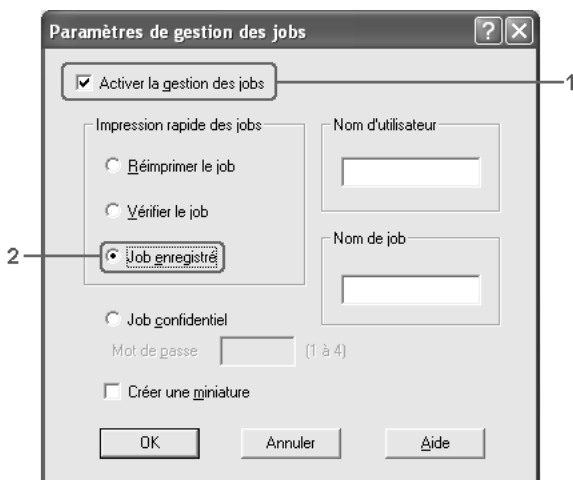 Paramètres de gestion des jobs
1
Activer la gestion des jobs
Impression rapide des jobs
Nom d'utilisateur
Réimprimer le job
Vérifier le job
Nom de job
2
Job enregistré
Job confidentiel
Mot de passe
(1 à 4)
Créer une miniature
OK
Annuler
Aide